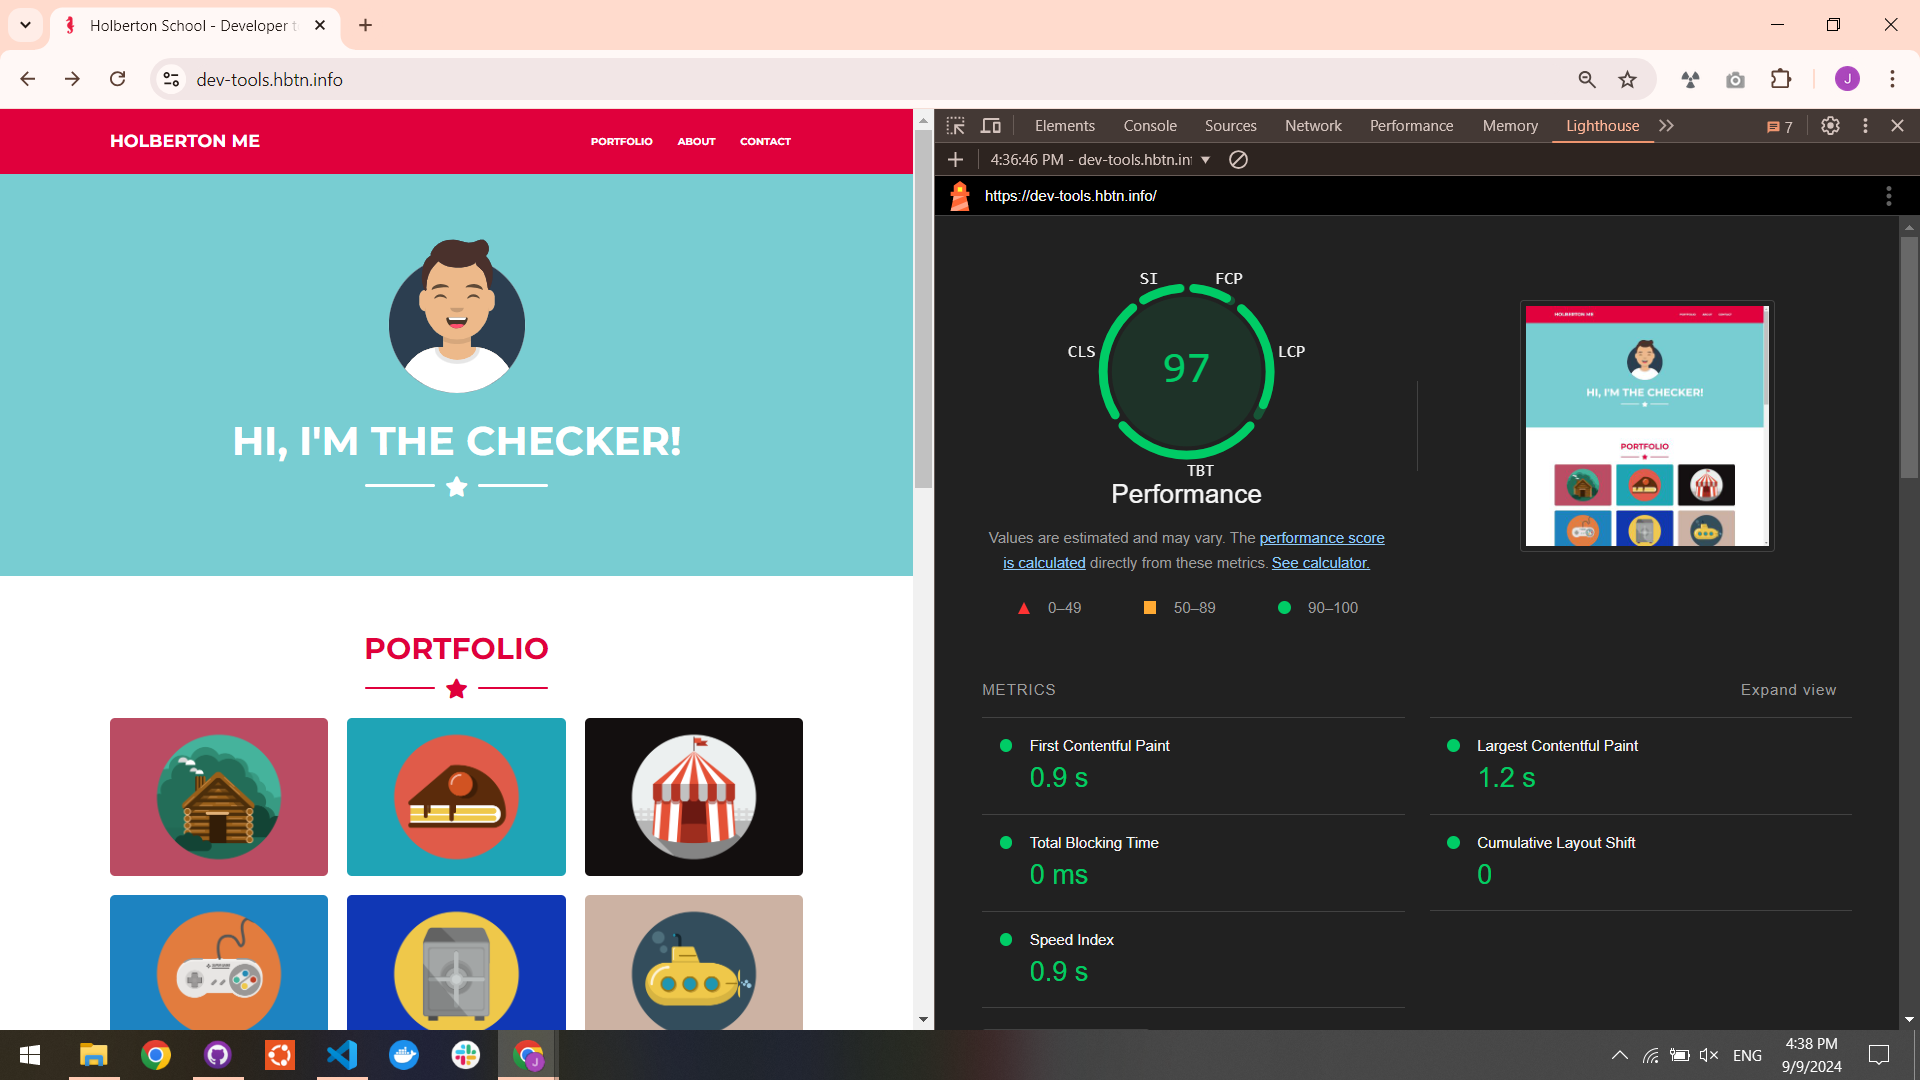 Holberton School - Developer t
dev-tools.hbtn.info
J
HOLBERTON ME
PORTFOLIO
ABOUT
CONTACT
HI, I'M THE CHECKER!
PORTFOLIO
Elements
Console
Sources
Network
Performance
Memory
Lighthouse
7
4:36:46 PM - dev-tools.hbtn.in
https://dev-tools.hbtn.info/
SI
FCP
CLS
LCP
97
TBT
Performance
Values are estimated and may vary. The performance score
is calculated directly from these metrics. See calculator.
0–49
50–89
90–100
HOLBERTON ME
PORTFOLIO
ABOUT
CONTACT
HI, I'M THE CHECKER!
PORTFOLIO
METRICS
Expand view
First Contentful Paint
0.9 s
Largest Contentful Paint
1.2 s
Total Blocking Time
0 ms
Cumulative Layout Shift
0
Speed Index
0.9 s
J
ENG
4:38 PM
9/9/2024